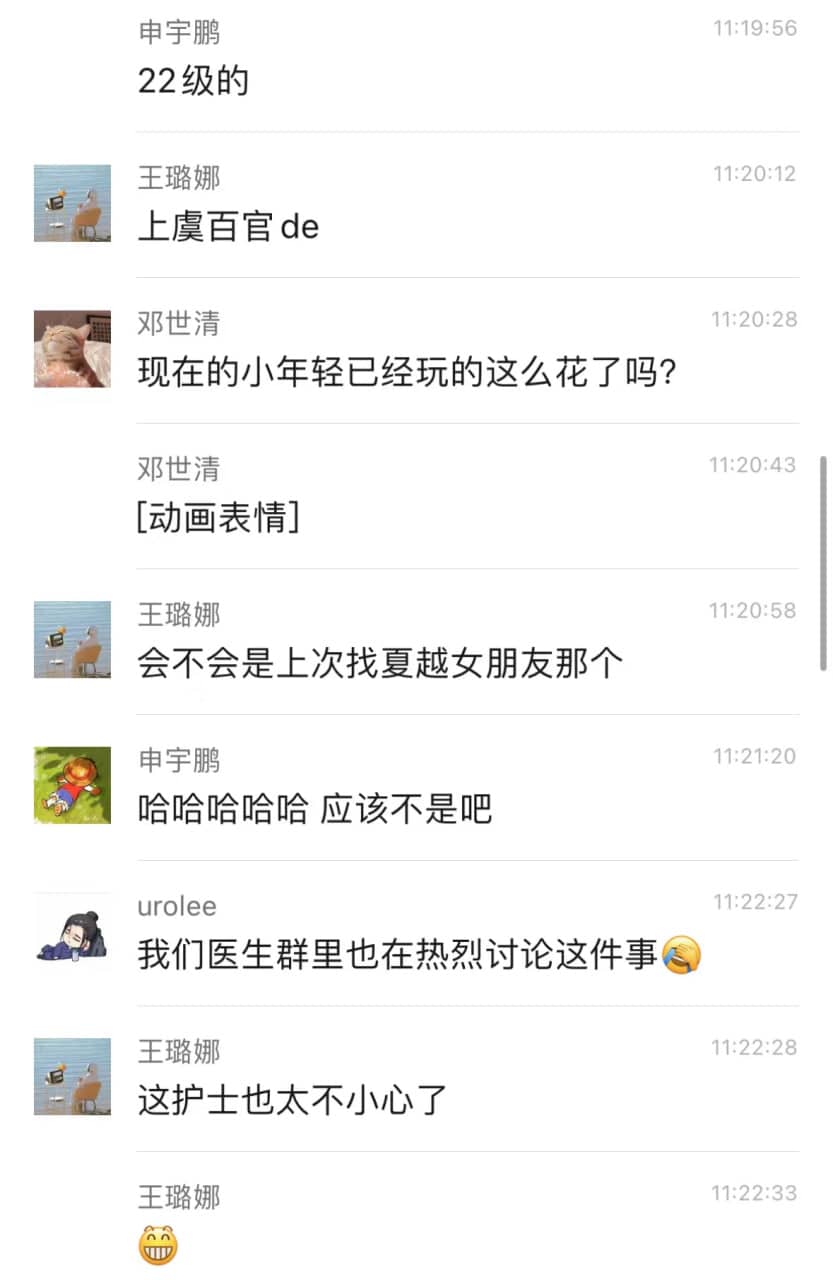 申宇鹏 11:19:56
22级的
王璐娜 11:20:12
上虞百官de
邓世清 11:20:28
现在的小年轻已经玩的这么花了吗?
邓世清 11:20:43
[动画表情]
王璐娜 11:20:58
会不会是上次找夏越女朋友那个
申宇鹏 11:21:20
哈哈哈哈哈 应该不是吧
urolee 11:22:27
我们医生群里也在热烈讨论这件事🤦
王璐娜 11:22:28
这护士也太不小心了
王璐娜 11:22:33
😁